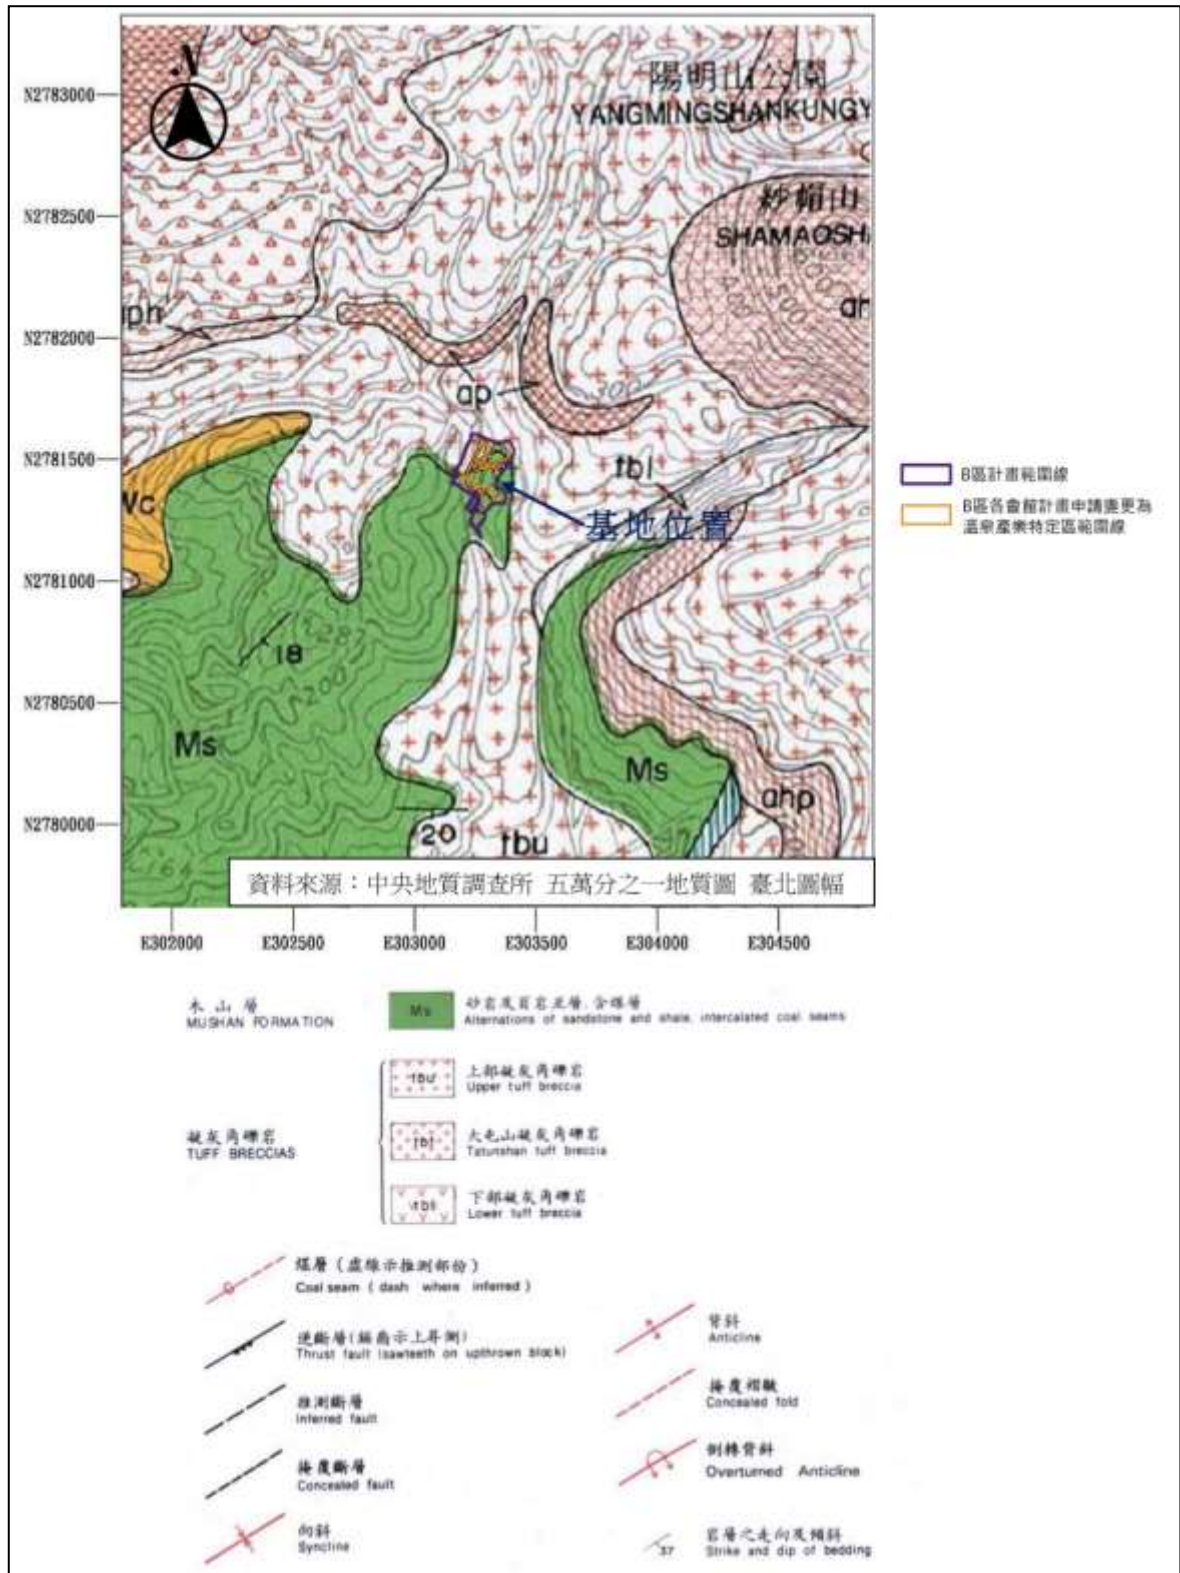 N
陽明山公園
YANGMINGSHANKUNGY
N2783000
N2782500
紗帽山
SHAMAOSHA
N2782000
ap
300
N2781500
tbl
B區計畫範圍線
B區各會館計畫申請變更為
溫泉產樂特定區範圍線
基地位置
N2781000
287
18
200
N2780500
Ms
Ms
ahp
N2780000
20
tbu
資料來源：中央地質調查所 五萬分之一地質圖 臺北圖幅
E302000
E302500
E303000
E303500
E304000
E304500
木山層
MUSHAN FORMATION
Ms
砂岩及頁岩互層，含煤層
Alternations of sandstone and shale, intercalated coal seams
tbu
上部凝灰角礫岩
Upper tuff breccia
凝灰角礫岩
TUFF BRECCIAS
大屯山凝灰角礫岩
Tatunshan tuff breccia
下部凝灰角礫岩
Lower tuff breccia
煤層（虛線示推測部份）
Coal seam ( dash where inferred )
逆斷層(鋸齒示上昇側)
Thrust fault (sawteeth on upthrown block)
背斜
Anticline
推測斷層
Inferred fault
掩覆褶皺
Concealed fold
掩覆斷層
Concealed fault
倒轉背斜
Overturned Anticline
向斜
Syncline
37
岩層之走向及傾斜
Strike and dip of bedding